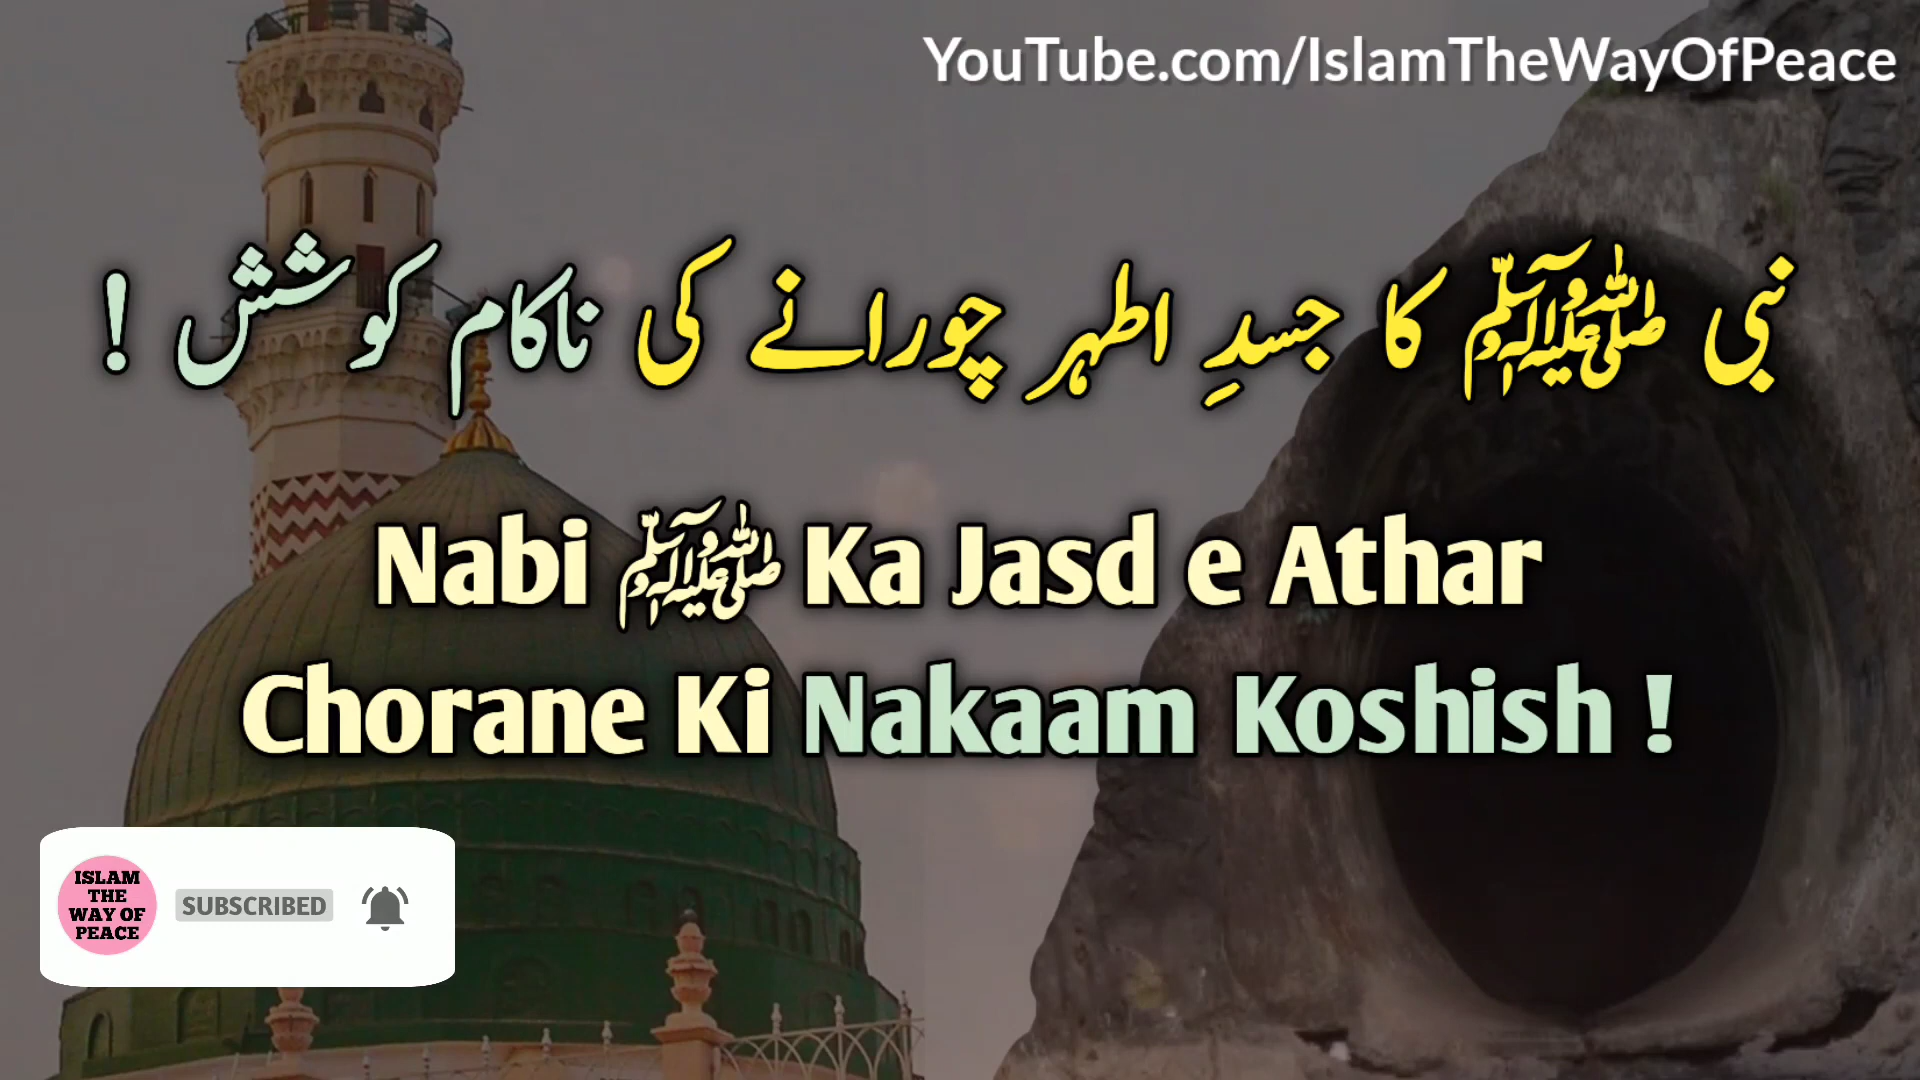 YouTube.com/IslamTheWayOfPeace
نبی ﷺ کا جسدِ اطہر چورانے کی ناکام کوشش !
Nabi ﷺ Ka Jasd e Athar
Chorane Ki Nakaam Koshish !
ISLAM
THE
WAY OF
PEACE
SUBSCRIBED